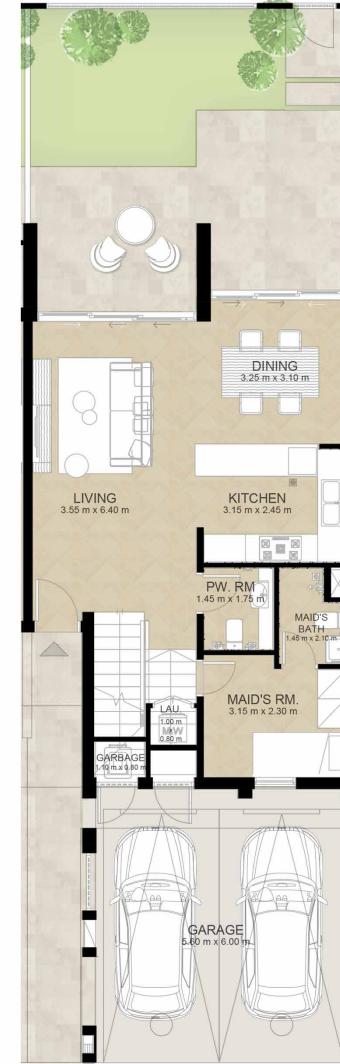 DINING
3.25 m x 3.10 m
LIVING
3.55 m x 6.40 m
KITCHEN
3.15 m x 2.45 m
PW. RM
1.45 m x 1.75 m
MAID'S
BATH
1.45 m x 2.10 m
MAID'S RM.
3.15 m x 2.30 m
LAU.
1.00 m
x
0.80 m
MW
GARBAGE
1.10 m x 0.80 m
GARAGE
5.60 m x 6.00 m